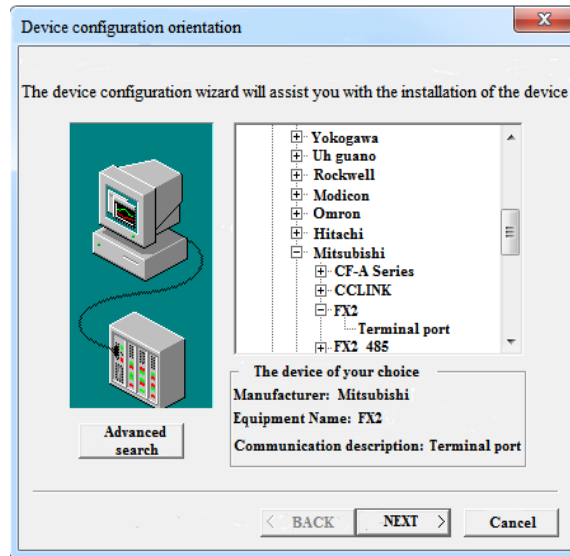 Device configuration orientation
The device configuration wizard will assist you with the installation of the device
Yokogawa
Uh guano
Rockwell
Modicon
Omron
Hitachi
Mitsubishi
CF-A Series
CCLINK
FX2
Terminal port
FX2_485
The device of your choice
Manufacturer: Mitsubishi
Equipment Name: FX2
Communication description: Terminal port
Advanced
search
< BACK NEXT > Cancel